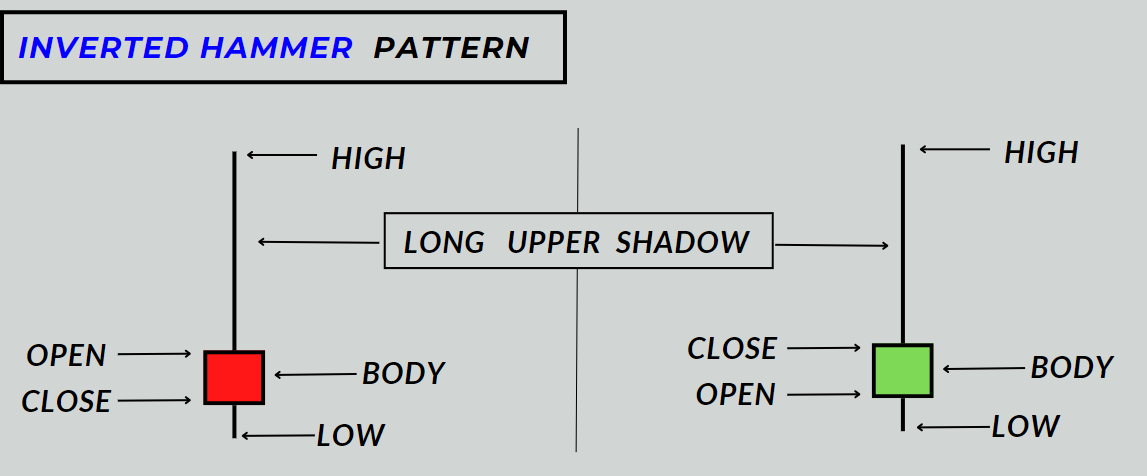 INVERTED HAMMER PATTERN
HIGH
HIGH
LONG UPPER SHADOW
OPEN
CLOSE
BODY
LOW
CLOSE
OPEN
BODY
LOW